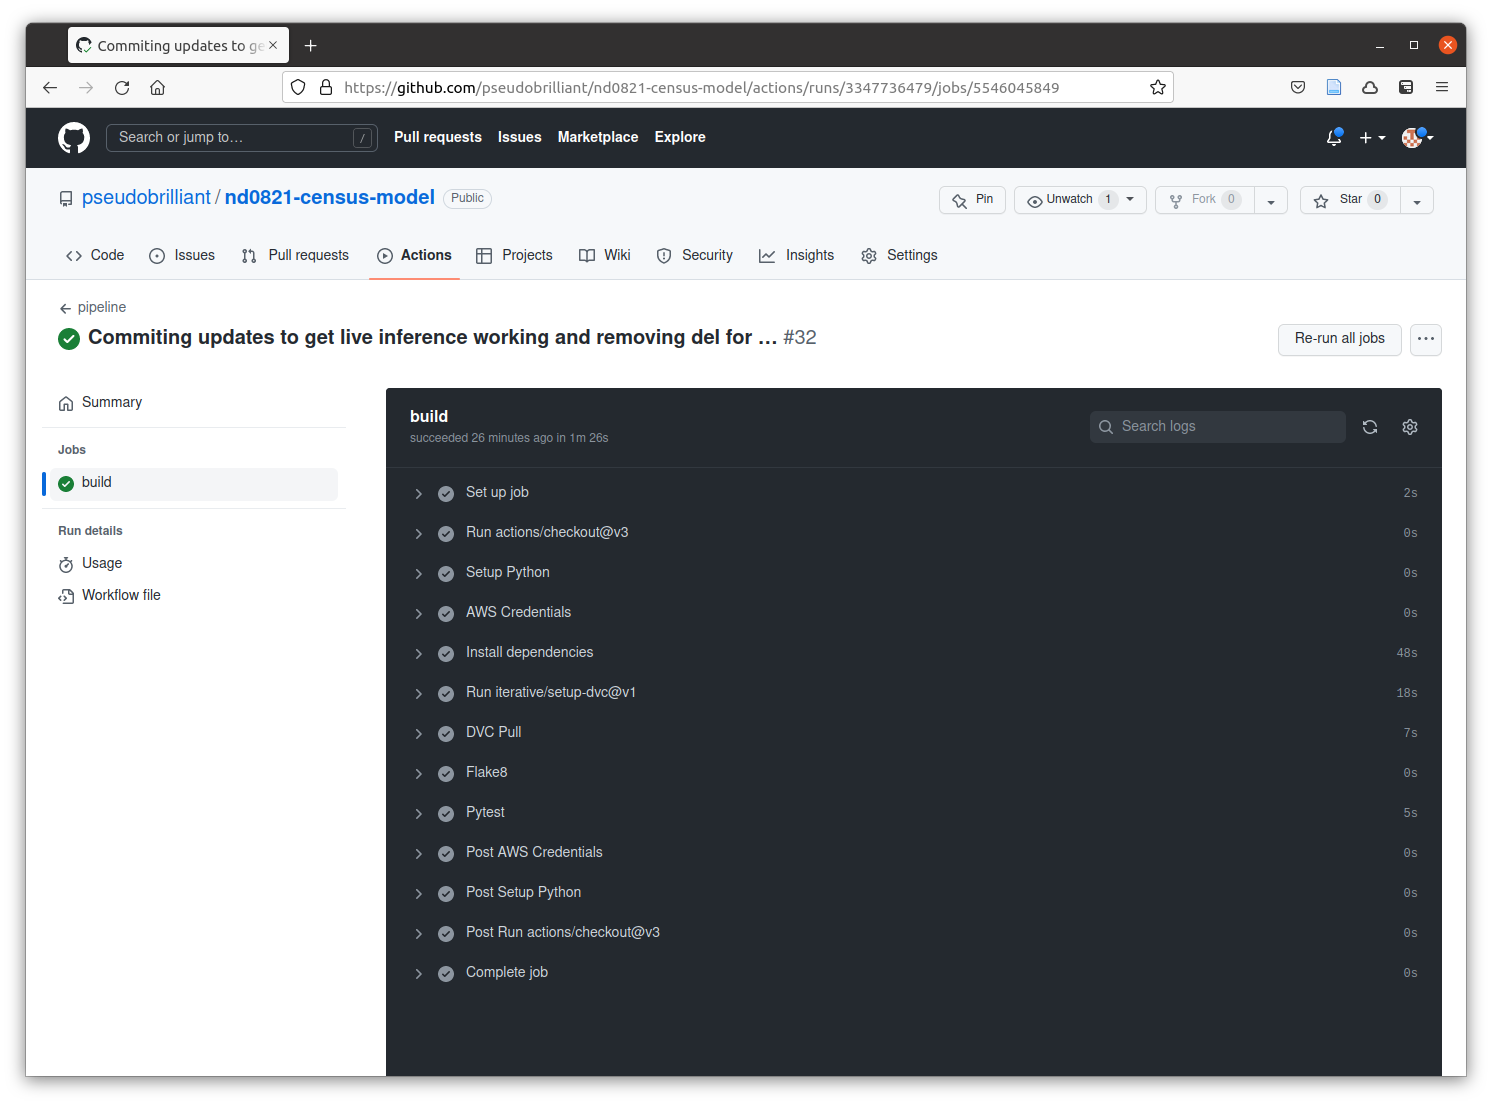 Commiting updates to ge
https://github.com/pseudobrilliant/nd0821-census-model/actions/runs/3347736479/jobs/5546045849
Search or jump to… / Pull requests Issues Marketplace Explore
pseudobrilliant / nd0821-census-model Public Pin Unwatch 1 Fork 0 Star 0
Code Issues Pull requests Actions Projects Wiki Security Insights Settings
pipeline
Commiting updates to get live inference working and removing del for … #32 Re-run all jobs
Summary
Jobs
build
Run details
Usage
Workflow file
build
succeeded 26 minutes ago in 1m 26s
Search logs
Set up job 2s
Run actions/checkout@v3 0s
Setup Python 0s
AWS Credentials 0s
Install dependencies 48s
Run iterative/setup-dvc@v1 18s
DVC Pull 7s
Flake8 0s
Pytest 5s
Post AWS Credentials 0s
Post Setup Python 0s
Post Run actions/checkout@v3 0s
Complete job 0s